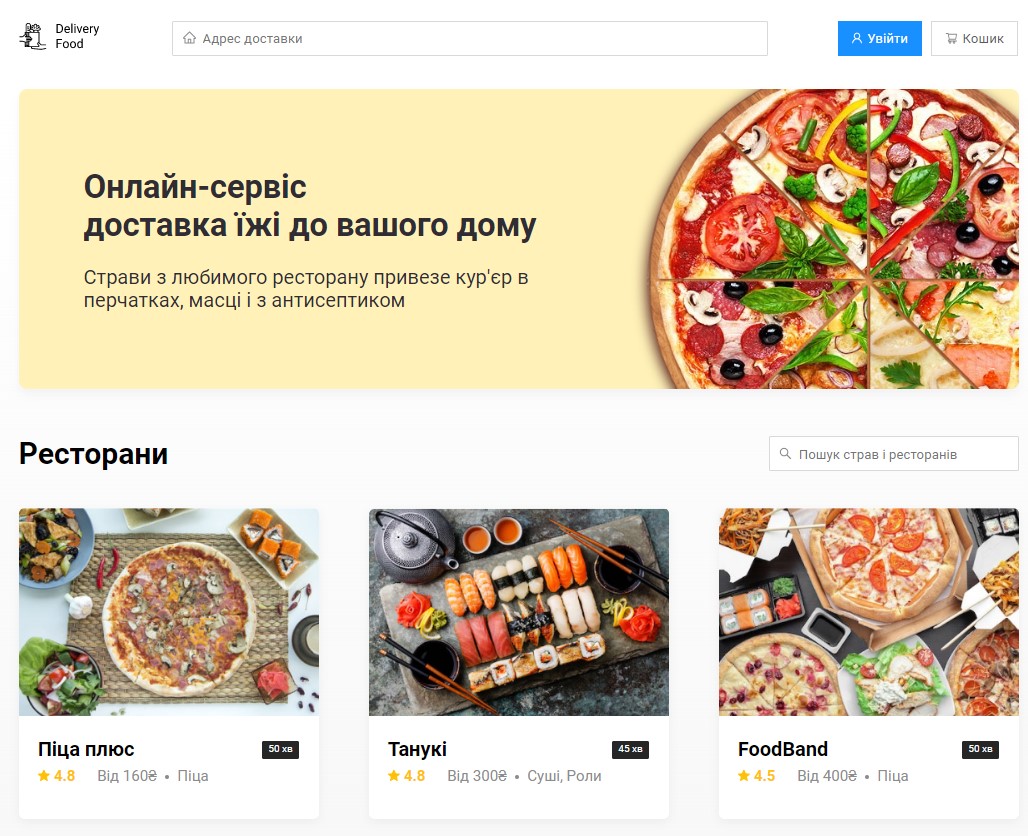 Delivery
Food
Адрес доставки
Увійти
Кошик
Онлайн-сервіс
доставка їжі до вашого дому
Страви з любимого ресторану привезе кур'єр в
перчатках, масці і з антисептиком
Ресторани
Пошук страв і ресторанів
Піца плюс
50 хв
4.8 Від 160₴ • Піца
Танукі
45 хв
4.8 Від 300₴ • Суші, Роли
FoodBand
50 хв
4.5 Від 400₴ • Піца